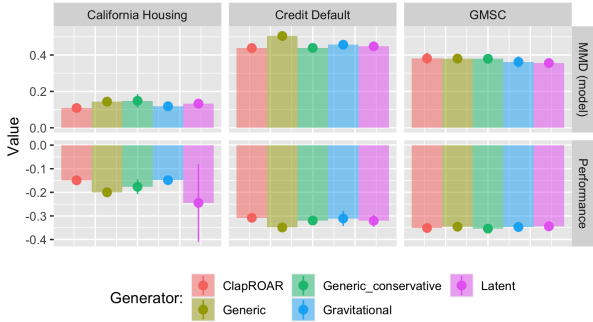 California Housing
Credit Default
GMSC
Value
0.4
0.2
0.0
MMD (model)
0.0
-0.1
-0.2
-0.3
-0.4
Performance
Generator:
ClapROAR
Generic_conservative
Latent
Generic
Gravitational